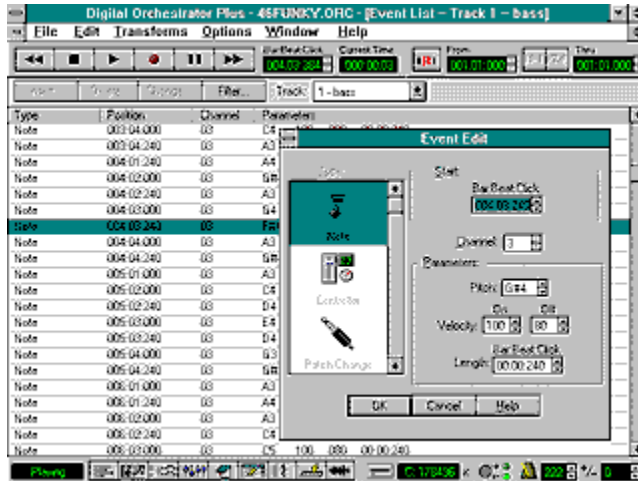 Digital Orchestrator Plus - 46FUNKY.ORC - [Event List – Track 1 – bass]
File Edit Transforms Options Window Help
Bar:Beat:Click Current Time From Thru
004:03:384 000:00:03 001:01:000 101:01:000
Filter... Track: 1 - bass
Type Position Channel Parameters
Note 003:04:000 03 C4 100 080 00:00:240
Note 003:04:240 03 A3
Note 004:01:240 03 A4
Note 004:02:000 03 G#
Note 004:02:240 03 A3
Note 004:03:000 03 G4
Note 004:03:240 03 F#
Note 004:04:000 03 A3
Note 004:04:240 03 G#
Note 005:01:000 03 A3
Note 005:02:000 03 C4
Note 005:02:240 03 D4
Note 005:03:000 03 E4
Note 005:03:240 03 D4
Note 005:04:000 03 G3
Note 005:04:240 03 G#
Note 006:01:000 03 A3
Note 006:01:240 03 A4
Note 006:02:000 03 A3
Note 006:02:240 03 C4
Note 006:03:000 03 C5 100 080 00:00:240
Event Edit
Note
Controller
Patch Change
Start
Bar:Beat:Click
004:03:240
Channel: 3
Parameters:
Pitch: G#4
On Off
Velocity: 100 80
Bar:Beat:Click
Length: 00:00:240
OK Cancel Help
Playing C:178436 K 222 +/- 0